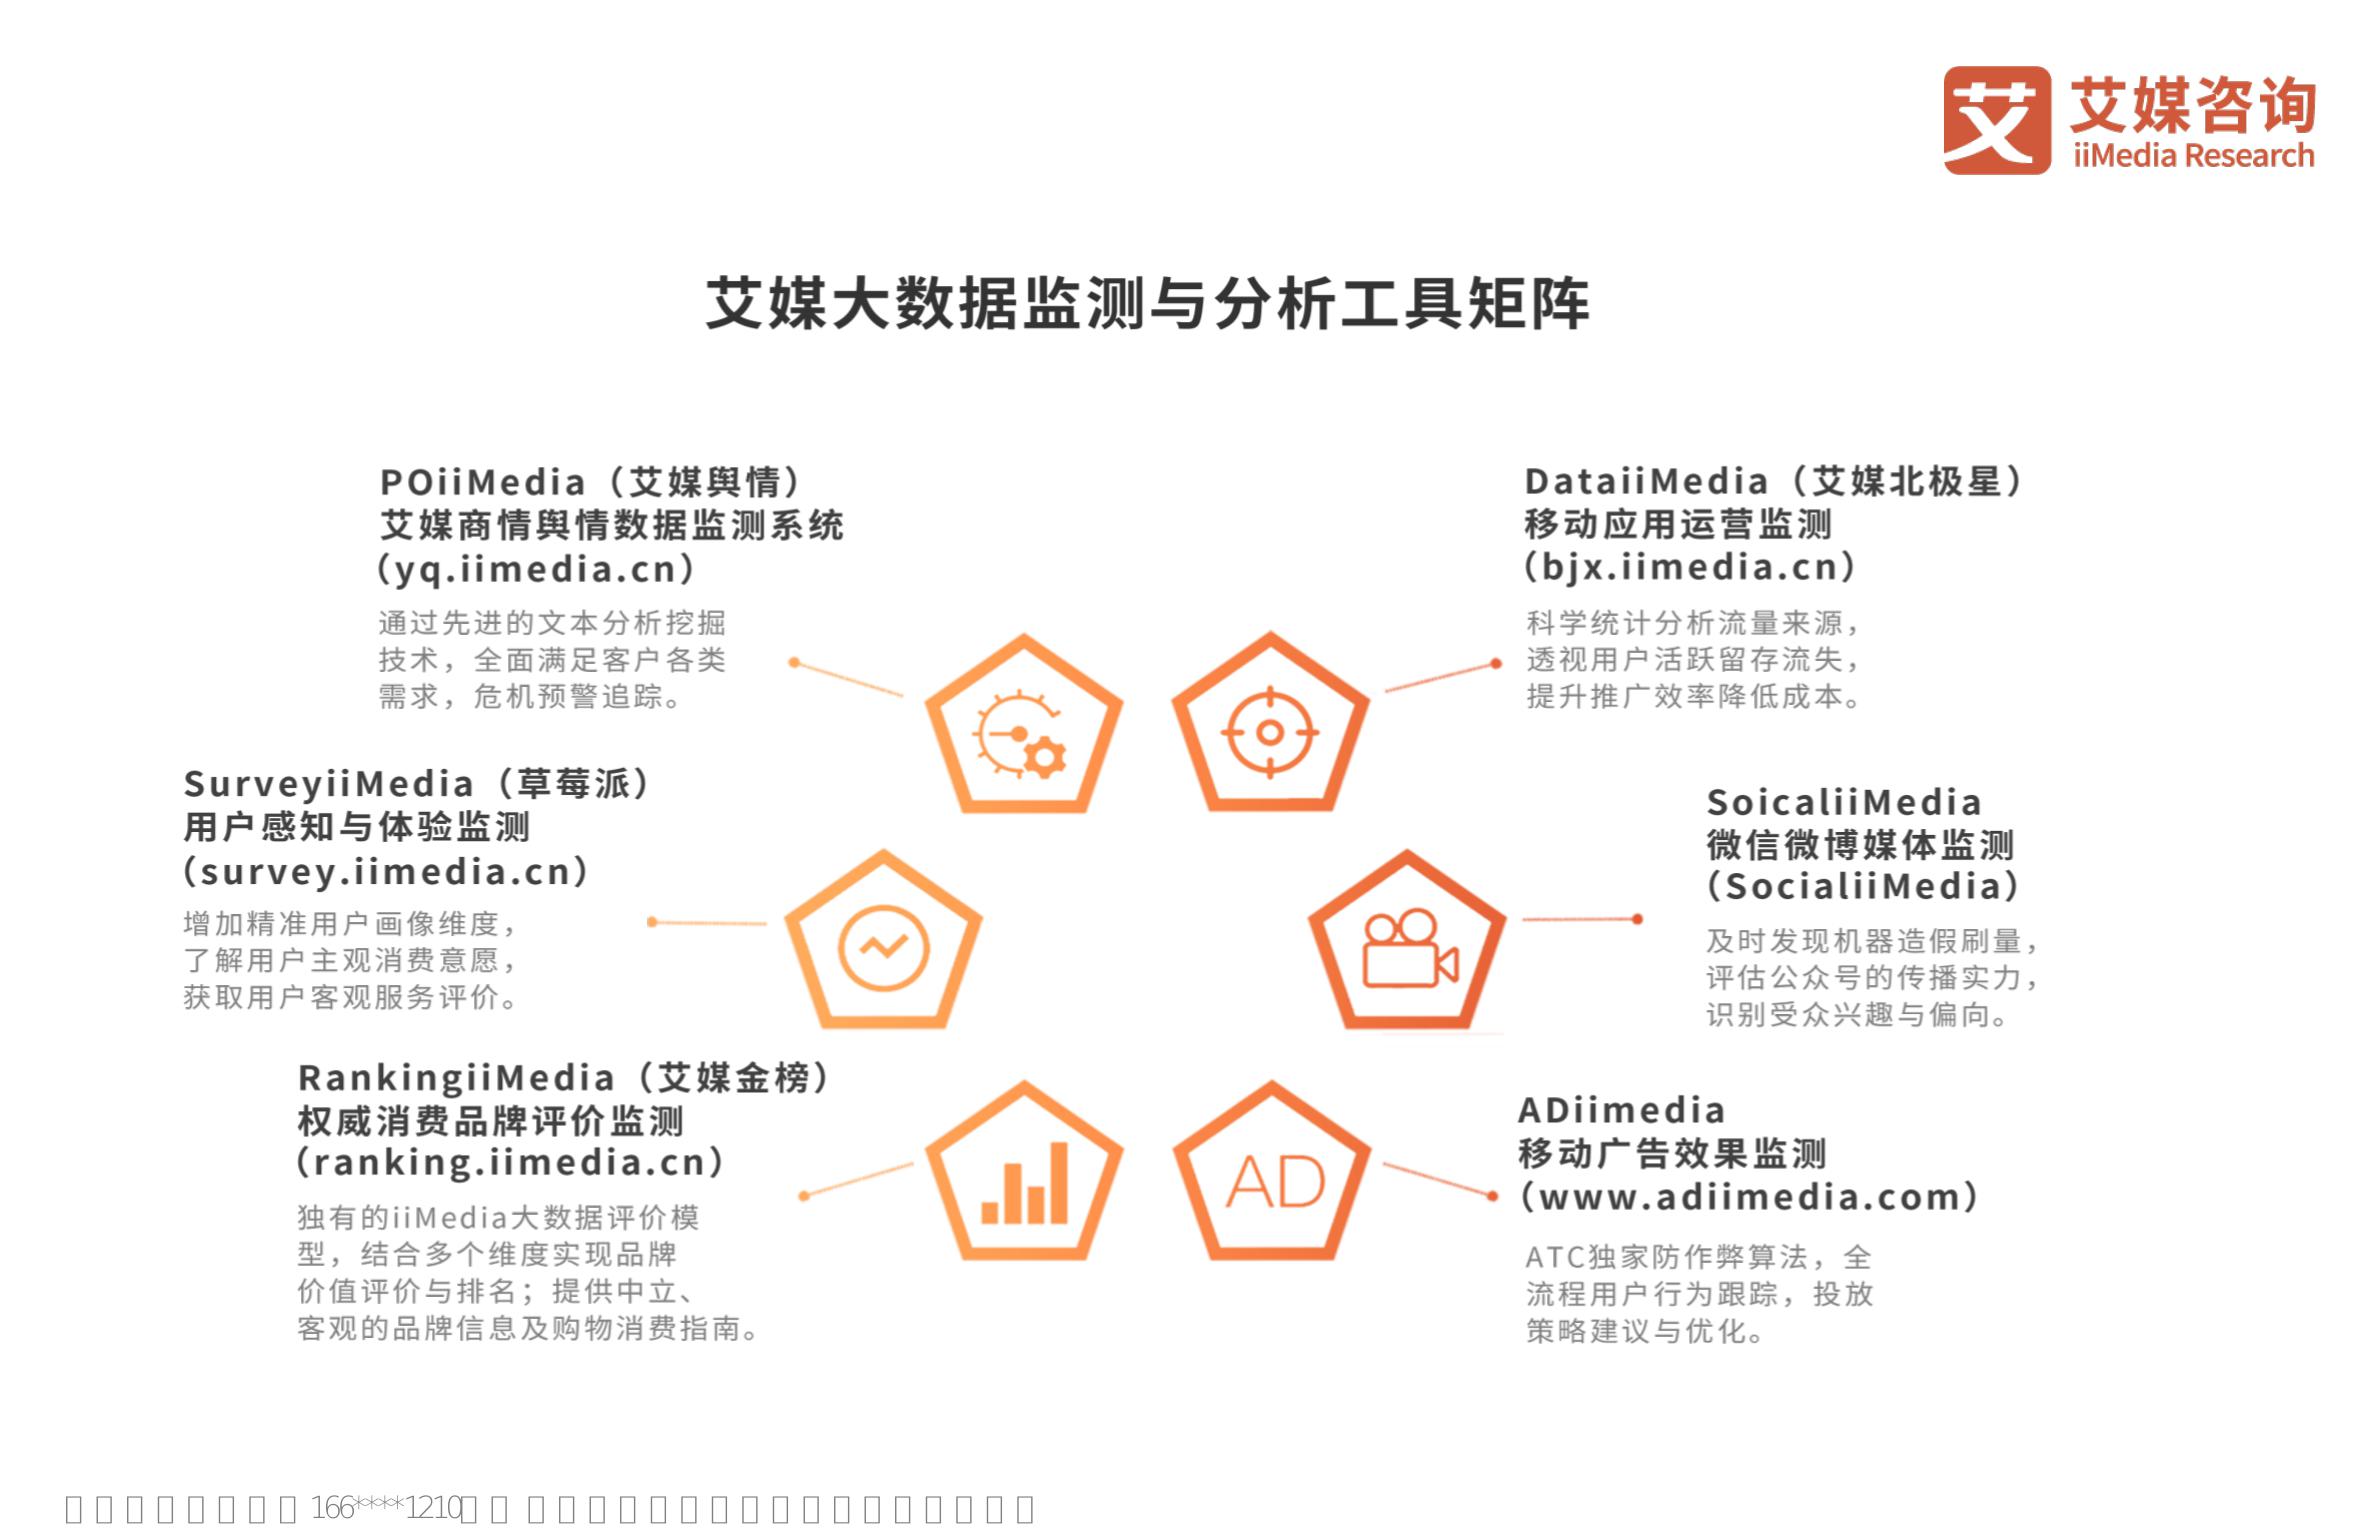 艾
艾媒咨询
iiMedia Research
艾媒大数据监测与分析工具矩阵
POiiMedia（艾媒舆情）
艾媒商情舆情数据监测系统
（yq.iimedia.cn）
通过先进的文本分析挖掘
技术，全面满足客户各类
需求，危机预警追踪。
DataiiMedia（艾媒北极星）
移动应用运营监测
（bjx.iimedia.cn）
科学统计分析流量来源，
透视用户活跃留存流失，
提升推广效率降低成本。
SurveyiiMedia（草莓派）
用户感知与体验监测
（survey.iimedia.cn）
增加精准用户画像维度，
了解用户主观消费意愿，
获取用户客观服务评价。
SoicaliiMedia
微信微博媒体监测
（SocialiiMedia）
及时发现机器造假刷量，
评估公众号的传播实力，
识别受众兴趣与偏向。
RankingiiMedia（艾媒金榜）
权威消费品牌评价监测
（ranking.iimedia.cn）
独有的iiMedia大数据评价模
型，结合多个维度实现品牌
价值评价与排名；提供中立、
客观的品牌信息及购物消费指南。
AD
ADiimedia
移动广告效果监测
（www.adiimedia.com）
ATC独家防作弊算法，全
流程用户行为跟踪，投放
策略建议与优化。
166****1210